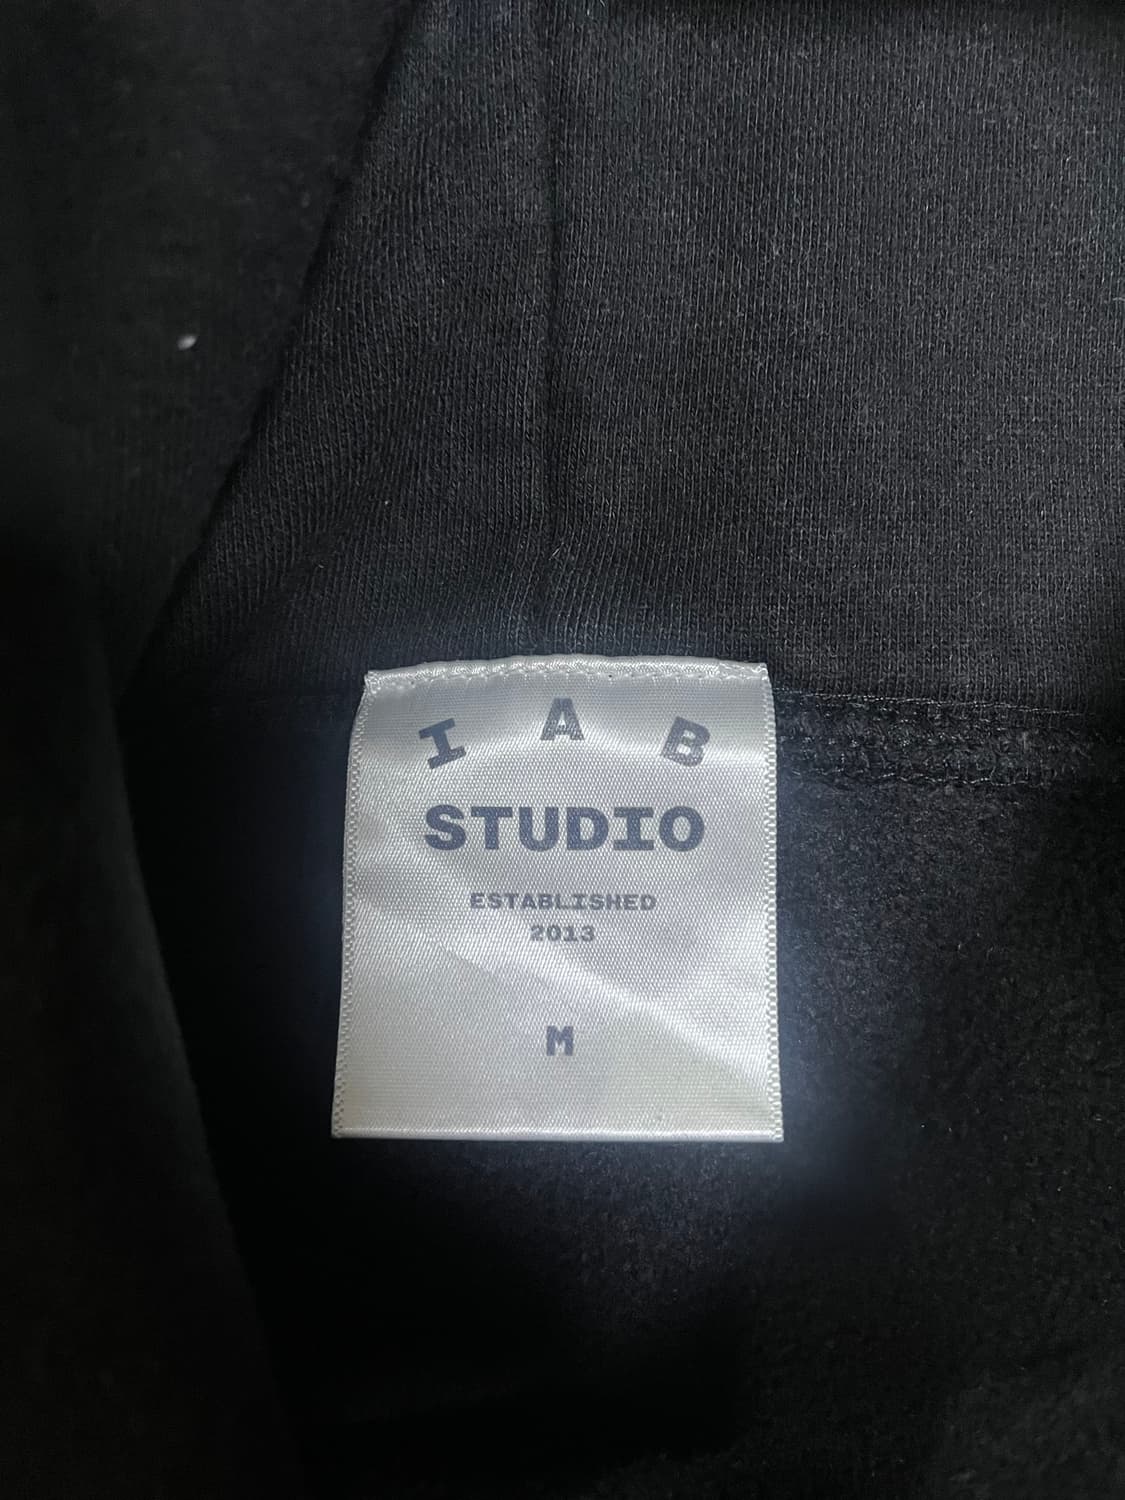 I A B
STUDIO
ESTABLISHED
2013
M